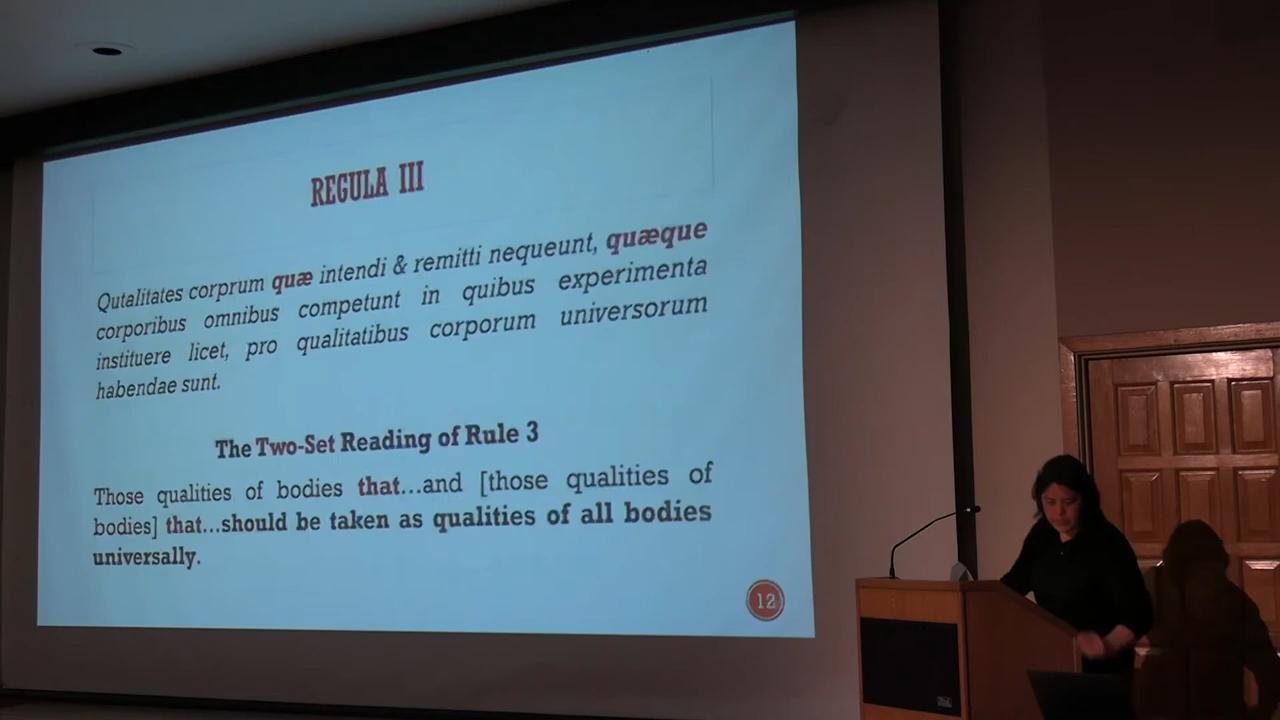 REGULA III
Qutalitates corprum quæ intendi & remitti nequeunt, quæque
corporibus omnibus competunt in quibus experimenta
instituere licet, pro qualitatibus corporum universorum
habendae sunt.
The Two-Set Reading of Rule 3
Those qualities of bodies that...and [those qualities of
bodies] that...should be taken as qualities of all bodies
universally.
12